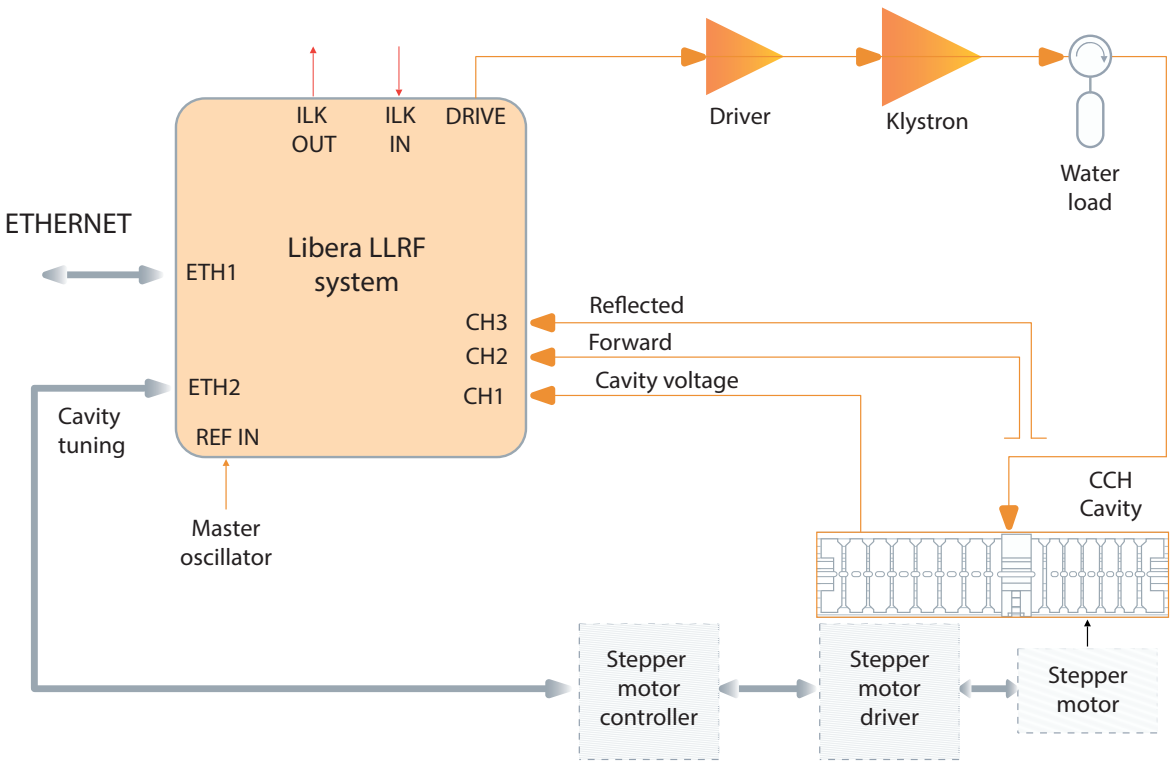 ILK
OUT
ILK
IN
DRIVE
Driver
Klystron
Water
load
ETHERNET
ETH1
Libera LLRF
system
CH3
CH2
CH1
Reflected
Forward
Cavity voltage
ETH2
Cavity
tuning
REF IN
Master
oscillator
CCH
Cavity
Stepper
motor
controller
Stepper
motor
driver
Stepper
motor